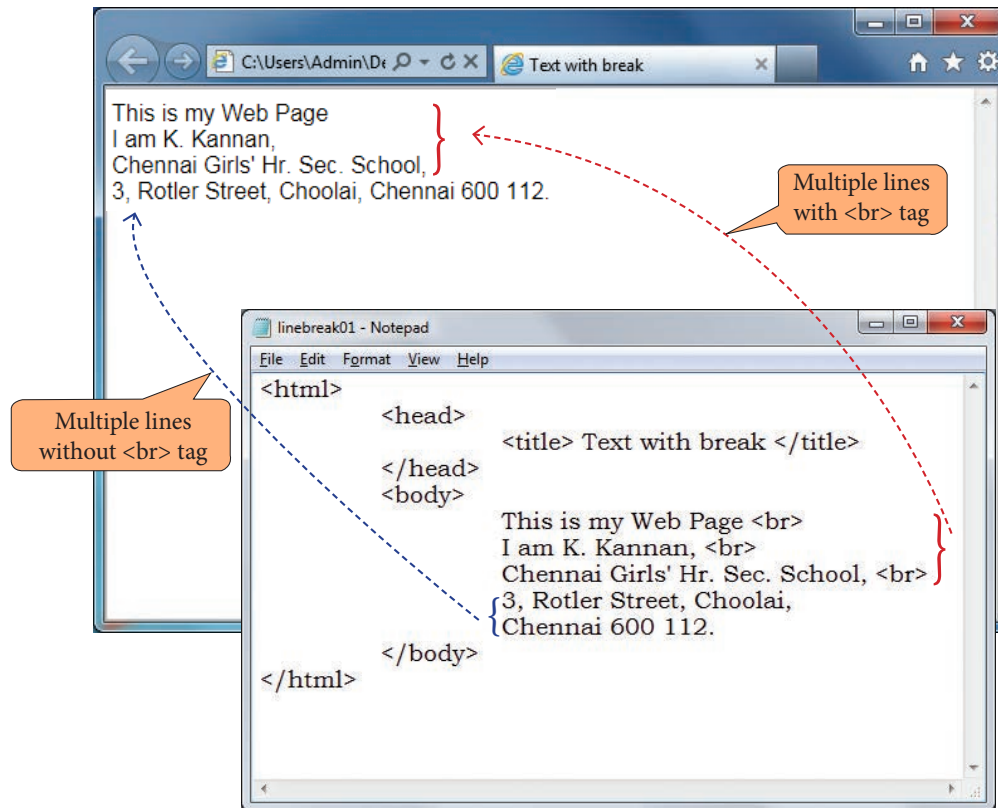 C:\Users\Admin\De
Text with break
This is my Web Page
I am K. Kannan,
Chennai Girls' Hr. Sec. School,
3, Rotler Street, Choolai, Chennai 600 112.
Multiple lines
with <br> tag
linebreak01 - Notepad
File Edit Format View Help
<html>
<head>
<title> Text with break </title>
</head>
<body>
This is my Web Page <br>
I am K. Kannan, <br>
Chennai Girls' Hr. Sec. School, <br>
3, Rotler Street, Choolai,
Chennai 600 112.
</body>
</html>
Multiple lines
without <br> tag